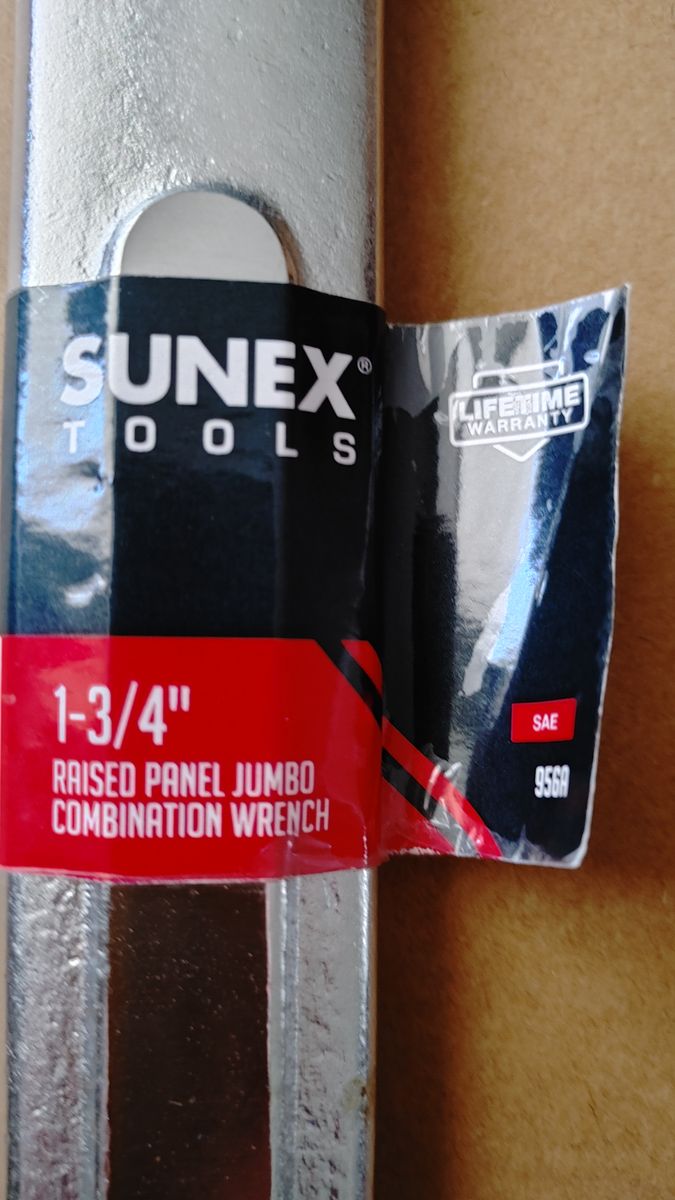 SUNEX®
TOOLS
LIFETIME
WARRANTY
1-3/4"
RAISED PANEL JUMBO
COMBINATION WRENCH
SAE
956A